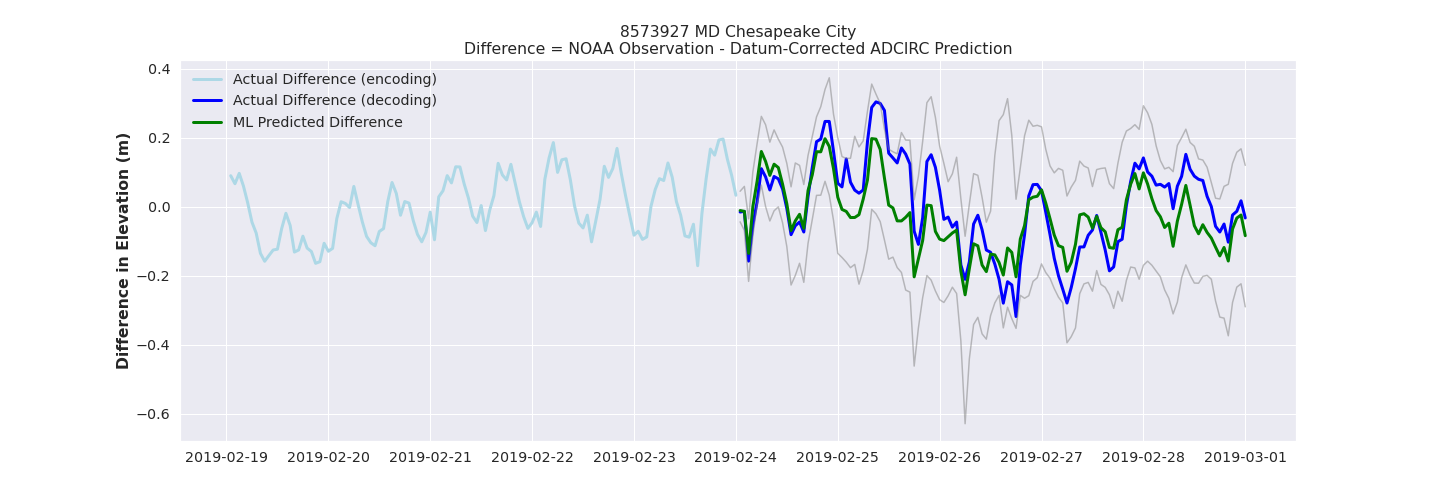 8573927 MD Chesapeake City
Difference = NOAA Observation - Datum-Corrected ADCIRC Prediction
Difference in Elevation (m)
0.4
0.2
0.0
−0.2
−0.4
−0.6
Actual Difference (encoding)
Actual Difference (decoding)
ML Predicted Difference
2019-02-19 2019-02-20 2019-02-21 2019-02-22 2019-02-23 2019-02-24 2019-02-25 2019-02-26 2019-02-27 2019-02-28 2019-03-01